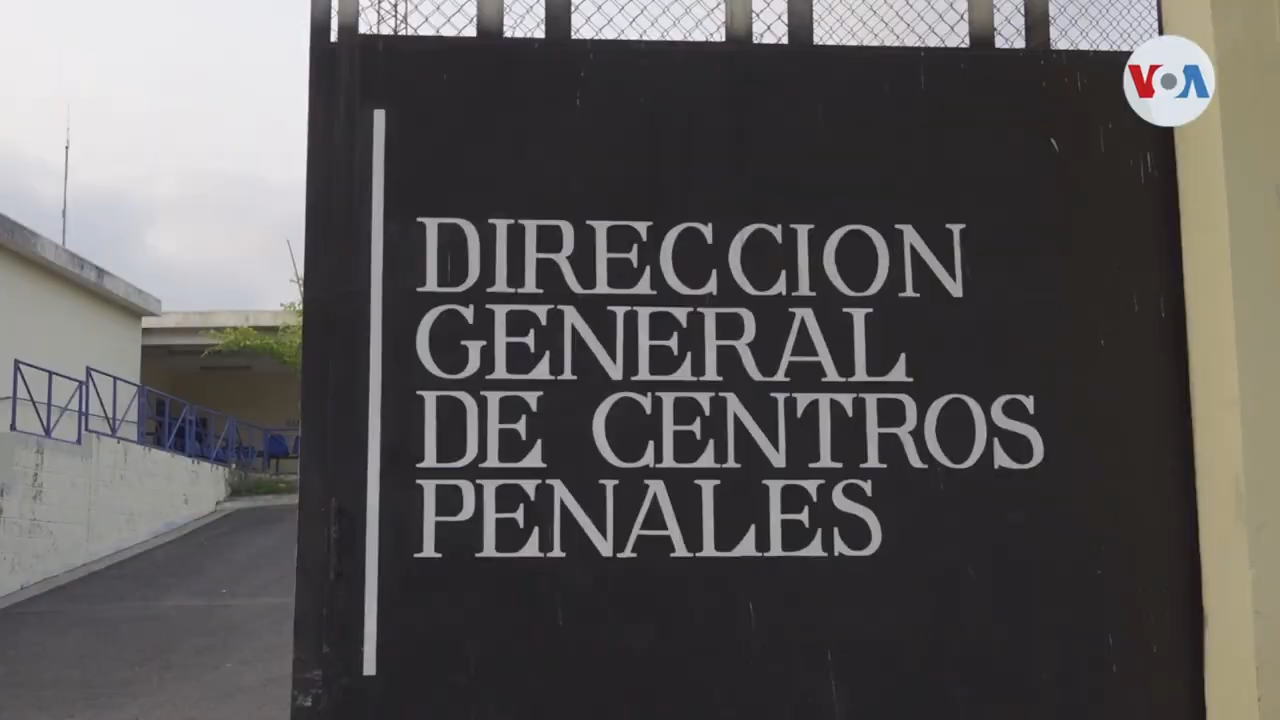 VOA
DIRECCION
GENERAL
DE CENTROS
PENALES